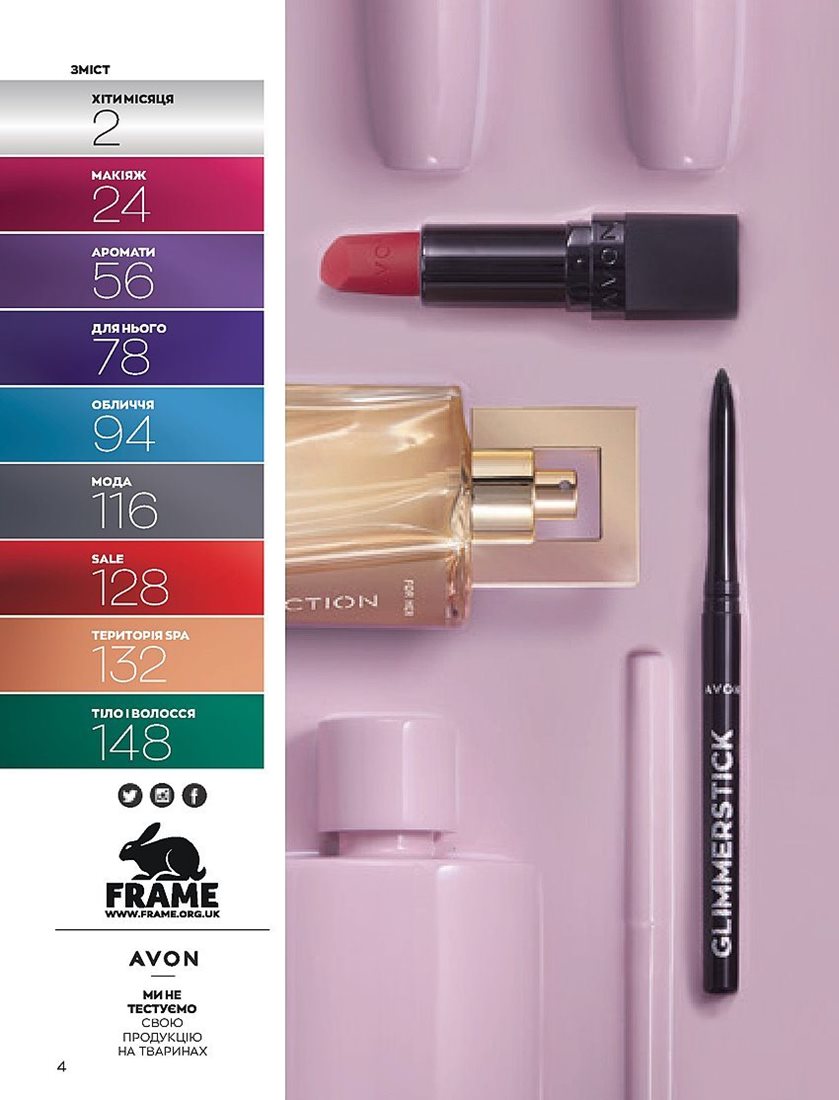 ЗМІСТ
ХІТИ МІСЯЦЯ
2
МАКІЯЖ
24
АРОМАТИ
56
ДЛЯ НЬОГО
78
ОБЛИЧЧЯ
94
МОДА
116
SALE
128
ТЕРИТОРІЯ SPA
132
ТІЛО І ВОЛОССЯ
148
FRAME
WWW.FRAME.ORG.UK
AVON
МИ НЕ
ТЕСТУЄМО
СВОЮ
ПРОДУКЦІЮ
НА ТВАРИНАХ
4
AVON
CTION
FOR HER
AVON
GLIMMERSTICK